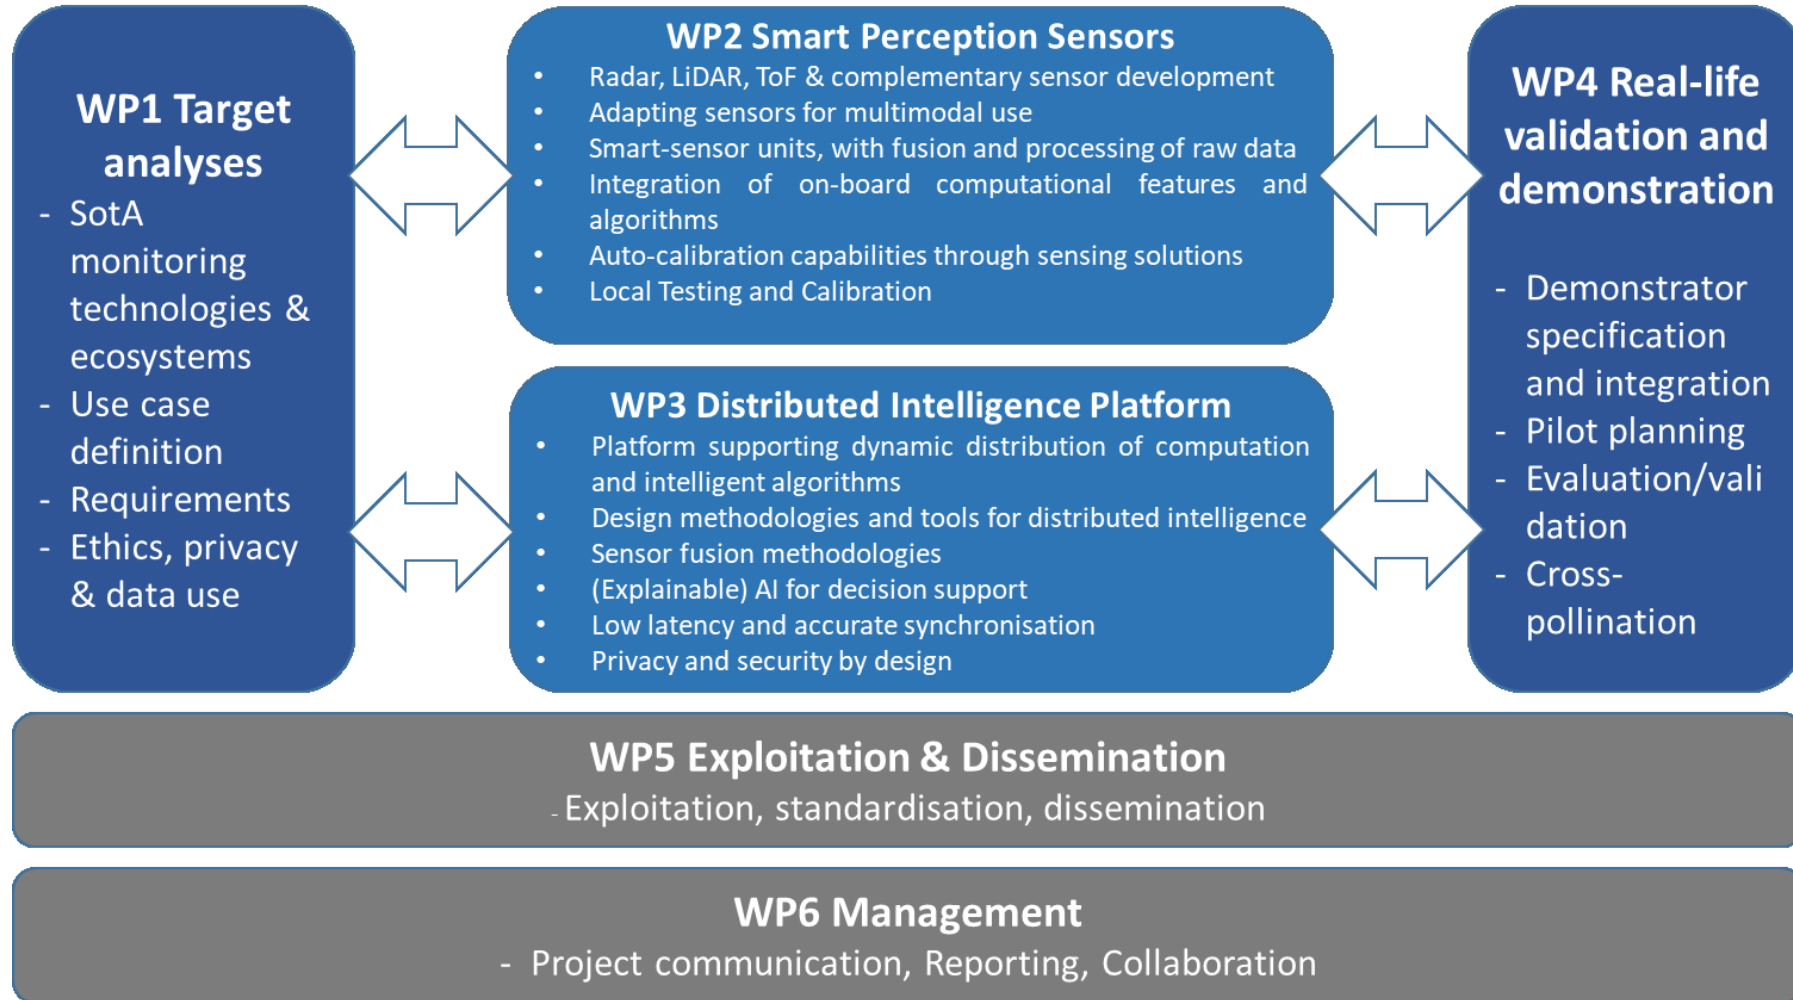 WP1 Target
analyses
- SotA
monitoring
technologies &
ecosystems
- Use case
definition
- Requirements
- Ethics, privacy
& data use
WP2 Smart Perception Sensors
• Radar, LiDAR, ToF & complementary sensor development
• Adapting sensors for multimodal use
• Smart-sensor units, with fusion and processing of raw data
• Integration of on-board computational features and
algorithms
• Auto-calibration capabilities through sensing solutions
• Local Testing and Calibration
WP3 Distributed Intelligence Platform
• Platform supporting dynamic distribution of computation
and intelligent algorithms
• Design methodologies and tools for distributed intelligence
• Sensor fusion methodologies
• (Explainable) AI for decision support
• Low latency and accurate synchronisation
• Privacy and security by design
WP4 Real-life
validation and
demonstration
- Demonstrator
specification
and integration
- Pilot planning
- Evaluation/vali
dation
- Cross-
pollination
WP5 Exploitation & Dissemination
- Exploitation, standardisation, dissemination
WP6 Management
- Project communication, Reporting, Collaboration